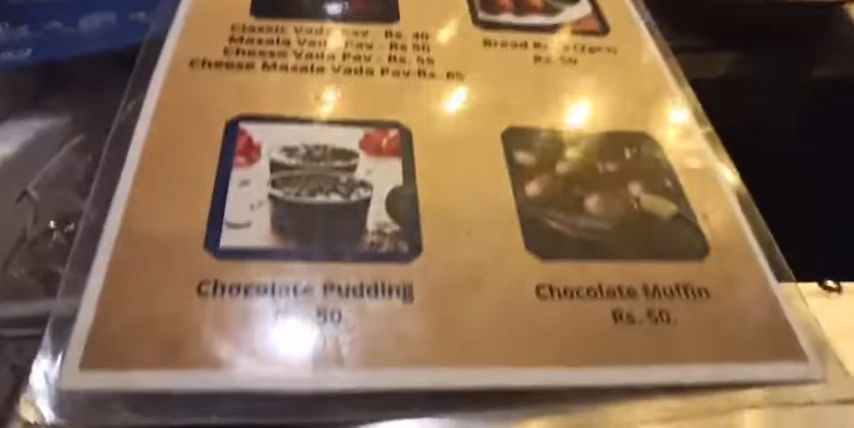 Classic Vada Pav - Rs. 40
Masala Vada Pav - Rs 50
Cheese Vada Pav - Rs. 55
Cheese Masala Vada Pav-Rs. 65
Bread
Rs. 50
Chocolate Pudding
50.
Chocolate Muffin
Rs. 50.